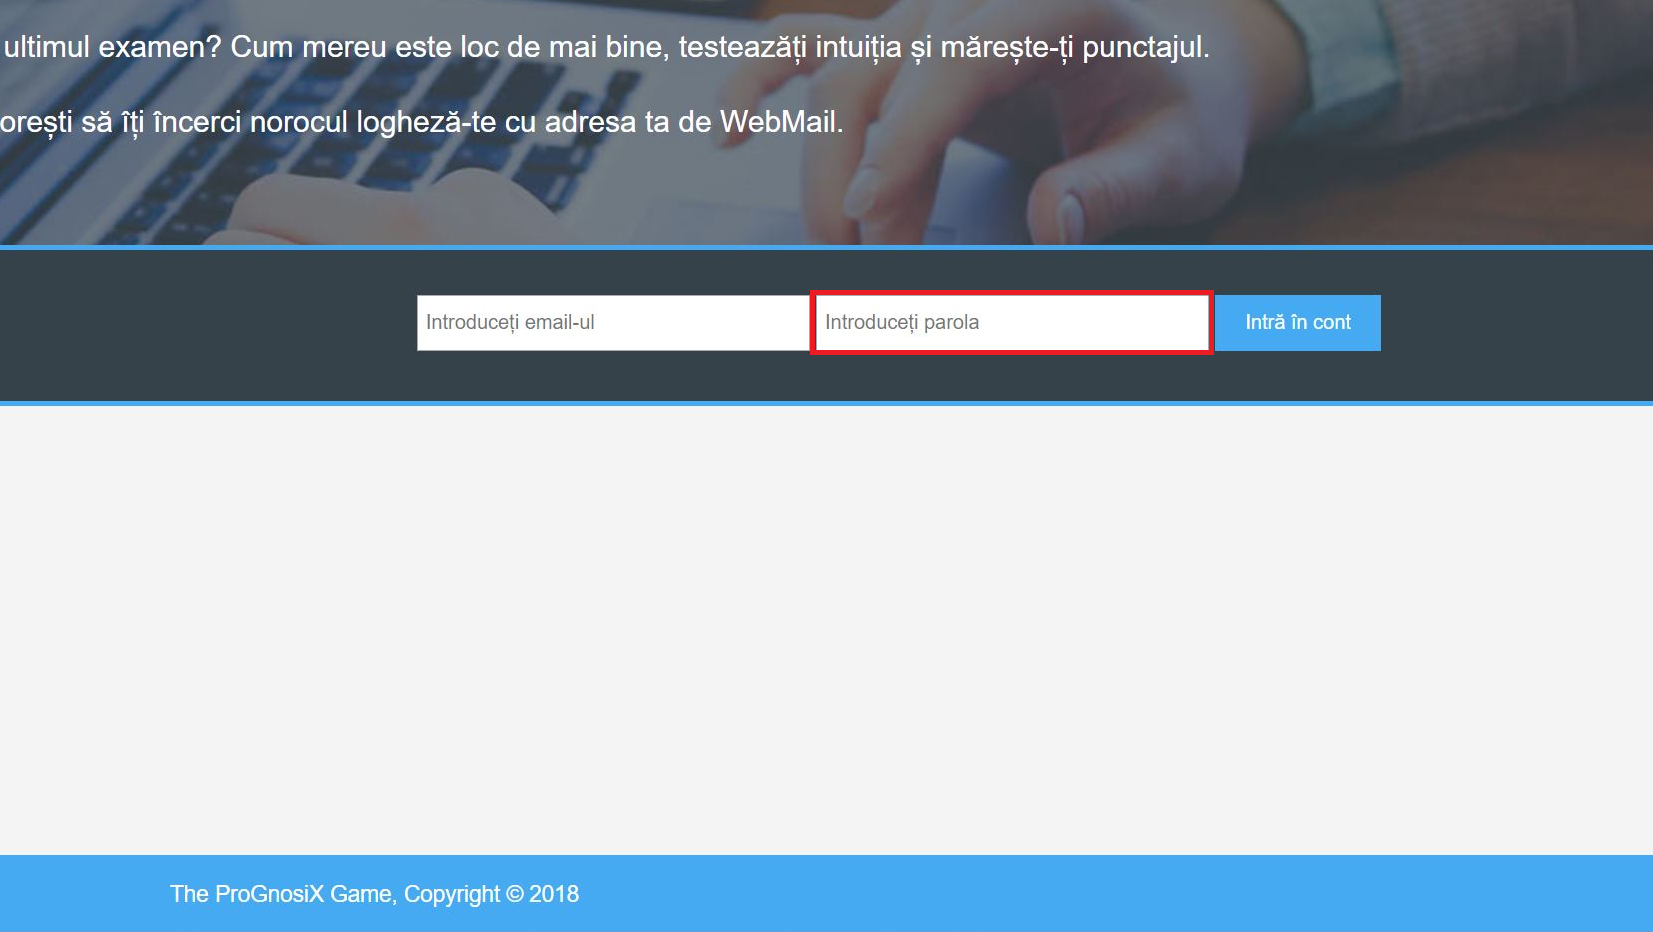 ultimul examen? Cum mereu este loc de mai bine, testeazăți intuiția și mărește-ți punctajul.
orești să îți încerci norocul logheză-te cu adresa ta de WebMail.
Introduceți email-ul
Introduceți parola
Intră în cont
The ProGnosiX Game, Copyright © 2018